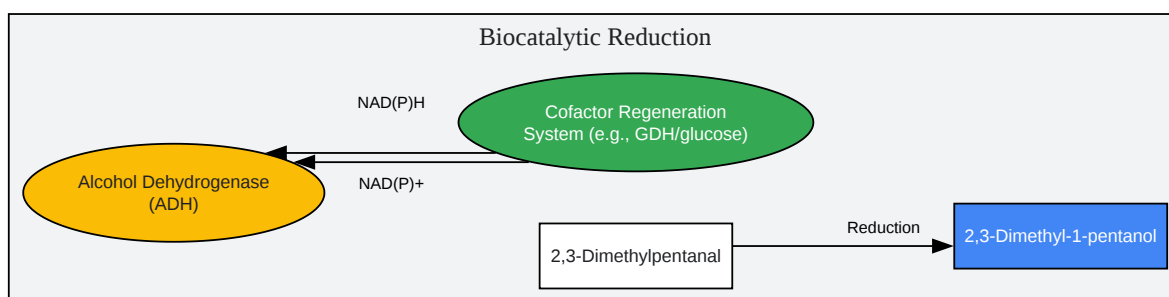 Biocatalytic Reduction
NAD(P)H
Cofactor Regeneration
System (e.g., GDH/glucose)
Alcohol Dehydrogenase
(ADH)
NAD(P)+
Reduction
2,3-Dimethyl-1-pentanol
2,3-Dimethylpentanal